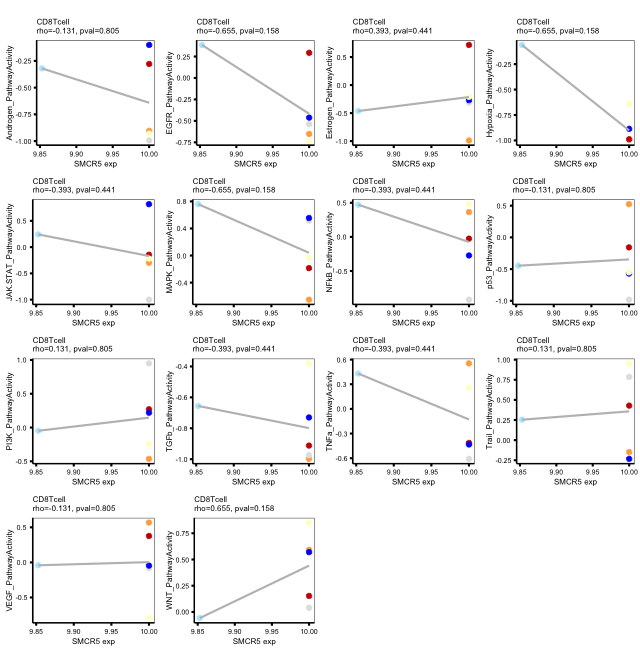 CD8Tcell
rho=-0.131, pval=0.805
Androgen_PathwayActivity
-0.25
-0.50
-0.75
-1.00
9.85 9.90 9.95 10.00
SMCR5 exp
CD8Tcell
rho=-0.655, pval=0.158
EGFR_PathwayActivity
0.25
0.00
-0.25
-0.50
-0.75
9.85 9.90 9.95 10.00
SMCR5 exp
CD8Tcell
rho=0.393, pval=0.441
Estrogen_PathwayActivity
0.5
0.0
-0.5
-1.0
9.85 9.90 9.95 10.00
SMCR5 exp
CD8Tcell
rho=-0.655, pval=0.158
Hypoxia_PathwayActivity
-0.25
-0.50
-0.75
-1.00
9.85 9.90 9.95 10.00
SMCR5 exp
CD8Tcell
rho=-0.393, pval=0.441
JAK-STAT_PathwayActivity
0.5
0.0
-0.5
-1.0
9.85 9.90 9.95 10.00
SMCR5 exp
CD8Tcell
rho=-0.655, pval=0.158
MAPK_PathwayActivity
0.8
0.4
0.0
-0.4
9.85 9.90 9.95 10.00
SMCR5 exp
CD8Tcell
rho=-0.393, pval=0.441
NFkB_PathwayActivity
0.5
0.0
-0.5
9.85 9.90 9.95 10.00
SMCR5 exp
CD8Tcell
rho=-0.131, pval=0.805
p53_PathwayActivity
0.5
0.0
-0.5
-1.0
9.85 9.90 9.95 10.00
SMCR5 exp
CD8Tcell
rho=0.131, pval=0.805
PI3K_PathwayActivity
1.0
0.5
0.0
-0.5
9.85 9.90 9.95 10.00
SMCR5 exp
CD8Tcell
rho=-0.393, pval=0.441
TGFb_PathwayActivity
-0.4
-0.6
-0.8
-1.0
9.85 9.90 9.95 10.00
SMCR5 exp
CD8Tcell
rho=-0.393, pval=0.441
TNFa_PathwayActivity
0.6
0.3
0.0
-0.3
-0.6
9.85 9.90 9.95 10.00
SMCR5 exp
CD8Tcell
rho=0.131, pval=0.805
Trail_PathwayActivity
1.00
0.75
0.50
0.25
0.00
-0.25
9.85 9.90 9.95 10.00
SMCR5 exp
CD8Tcell
rho=-0.131, pval=0.805
VEGF_PathwayActivity
0.5
0.0
-0.5
9.85 9.90 9.95 10.00
SMCR5 exp
CD8Tcell
rho=0.655, pval=0.158
WNT_PathwayActivity
0.75
0.50
0.25
0.00
9.85 9.90 9.95 10.00
SMCR5 exp